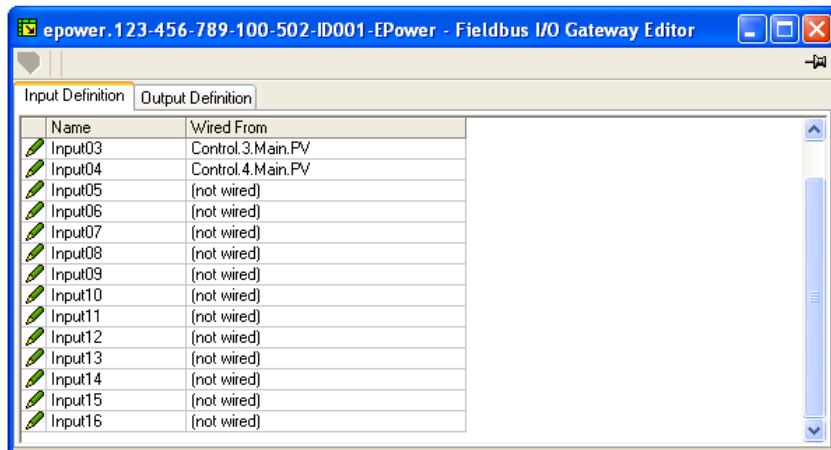 epower.123-456-789-100-502-ID001-EPower - Fieldbus I/O Gateway Editor
Input Definition Output Definition
Name Wired From
Input03 Control.3.Main.PV
Input04 Control.4.Main.PV
Input05 (not wired)
Input06 (not wired)
Input07 (not wired)
Input08 (not wired)
Input09 (not wired)
Input10 (not wired)
Input11 (not wired)
Input12 (not wired)
Input13 (not wired)
Input14 (not wired)
Input15 (not wired)
Input16 (not wired)